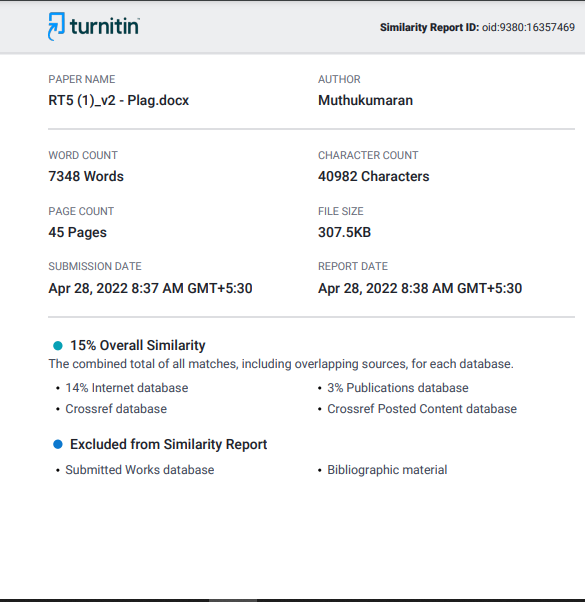 turnitin
Similarity Report ID: oid:9380:16357469
PAPER NAME
AUTHOR
RT5 (1)_v2 - Plag.docx
Muthukumaran
WORD COUNT
CHARACTER COUNT
7348 Words
40982 Characters
PAGE COUNT
FILE SIZE
45 Pages
307.5KB
SUBMISSION DATE
REPORT DATE
Apr 28, 2022 8:37 AM GMT+5:30
Apr 28, 2022 8:38 AM GMT+5:30
● 15% Overall Similarity
The combined total of all matches, including overlapping sources, for each database.
• 14% Internet database
• 3% Publications database
• Crossref database
• Crossref Posted Content database
● Excluded from Similarity Report
• Submitted Works database
• Bibliographic material